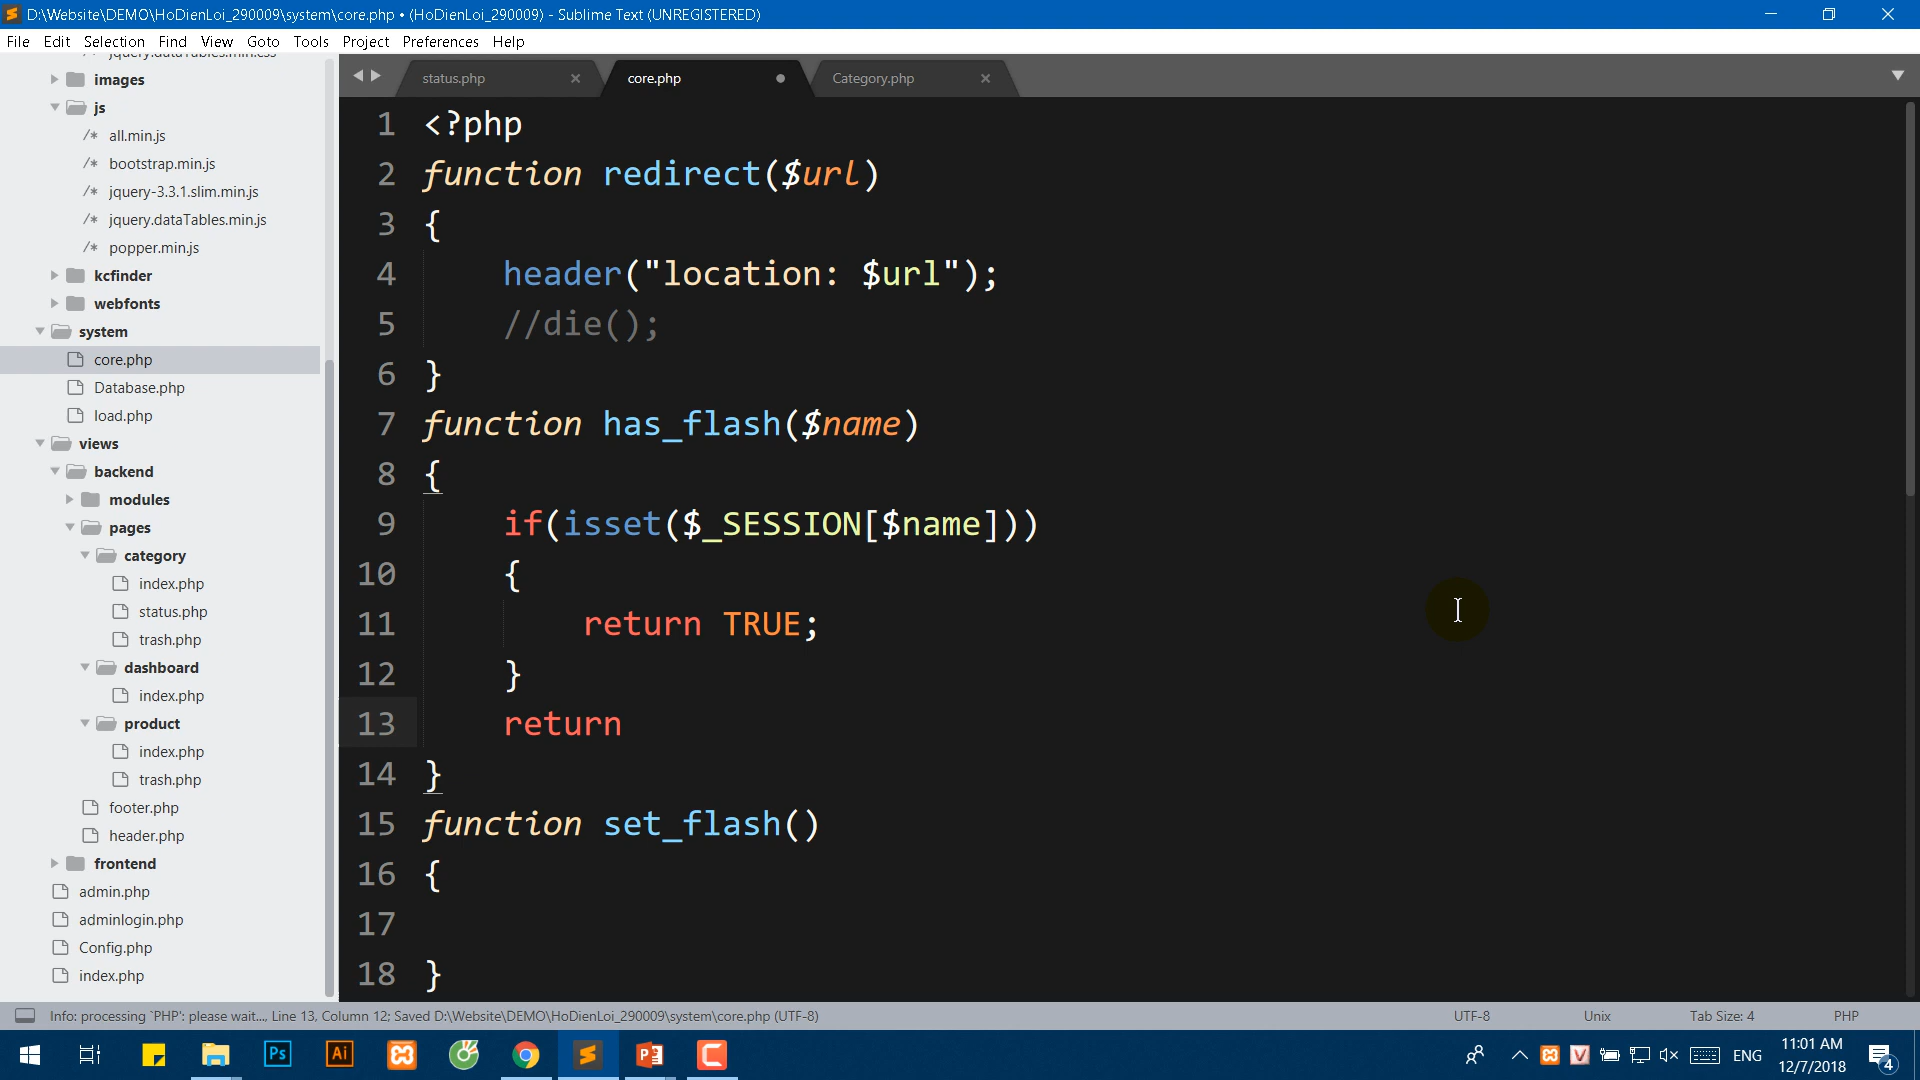 D:\Website\DEMO\HoDienLoi_290009\system\core.php • (HoDienLoi_290009) - Sublime Text (UNREGISTERED)
File Edit Selection Find View Goto Tools Project Preferences Help
jquery.dataTables.min.css
images
js
/* all.min.js
/* bootstrap.min.js
/* jquery-3.3.1.slim.min.js
/* jquery.dataTables.min.js
/* popper.min.js
kcfinder
webfonts
system
core.php
Database.php
load.php
views
backend
modules
pages
category
index.php
status.php
trash.php
dashboard
index.php
product
index.php
trash.php
footer.php
header.php
frontend
admin.php
adminlogin.php
Config.php
index.php
status.php core.php Category.php
1 <?php
2 function redirect($url)
3 {
4 header("location: $url");
5 //die();
6 }
7 function has_flash($name)
8 {
9 if(isset($_SESSION[$name]))
10 {
11 return TRUE;
12 }
13 return
14 }
15 function set_flash()
16 {
17
18 }
Info: processing `PHP': please wait..., Line 13, Column 12; Saved D:\Website\DEMO\HoDienLoi_290009\system\core.php (UTF-8)
UTF-8 Unix Tab Size: 4 PHP
Ps Ai ENG
11:01 AM
12/7/2018
4